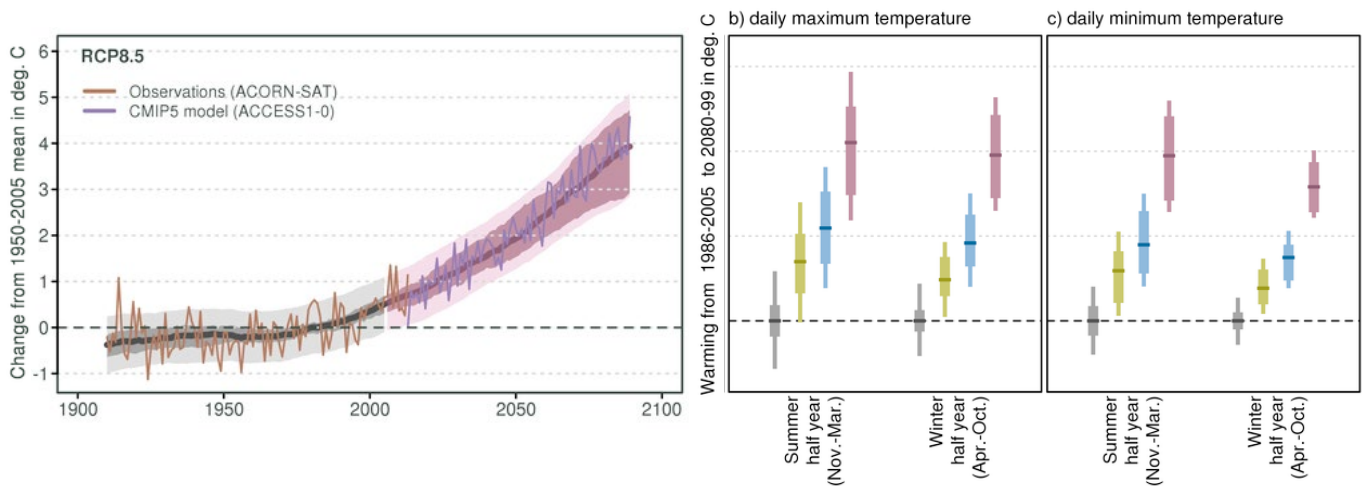 Change from 1950-2005 mean in deg. C
6
5
4
3
2
1
0
-1
RCP8.5
Observations (ACORN-SAT)
CMIP5 model (ACCESS1-0)
1900
1950
2000
2050
2100
Warming from 1986-2005 to 2080-99 in deg. C
b) daily maximum temperature
Summer
half year
(Nov.-Mar.)
Winter
half year
(Apr.-Oct.)
c) daily minimum temperature
Summer
half year
(Nov.-Mar.)
Winter
half year
(Apr.-Oct.)